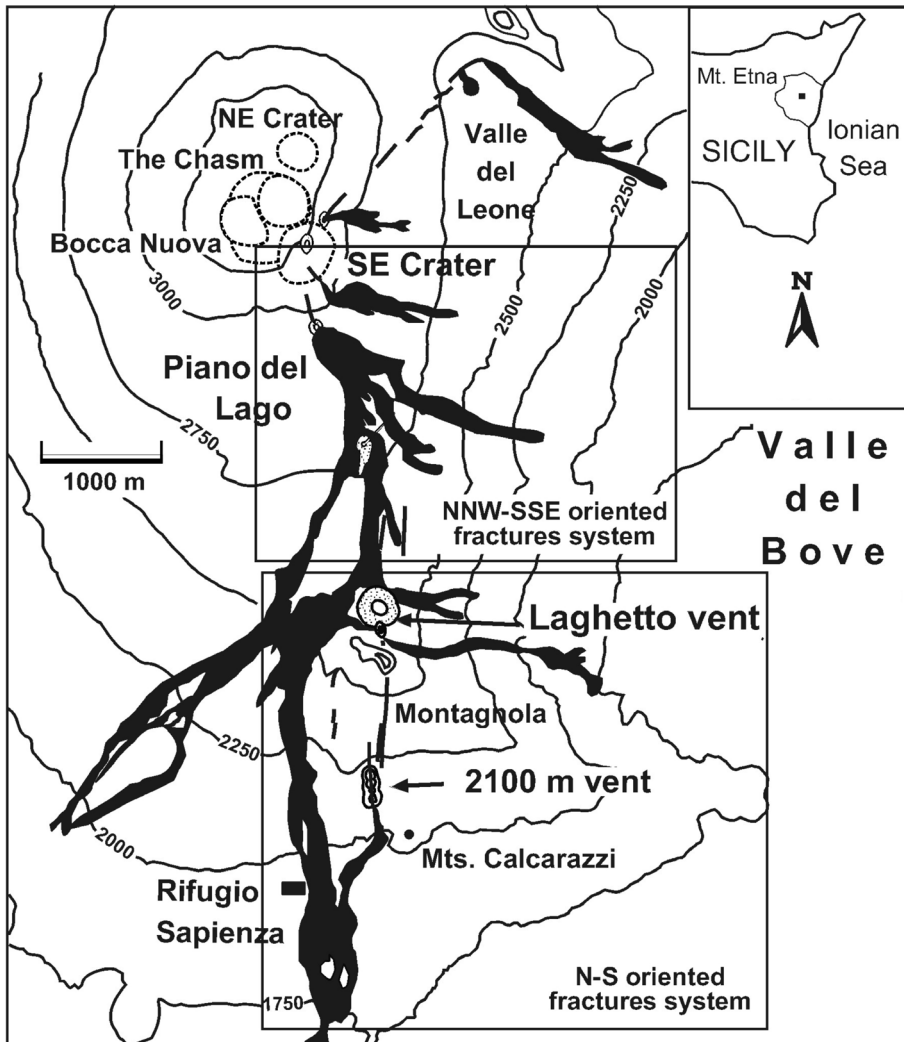 NE Crater
The Chasm
Bocca Nuova
SE Crater
Valle
del
Leone
Mt. Etna
SICILY
Ionian
Sea
N
3000
2750
2500
2250
2000
Piano del
Lago
1000 m
NNW-SSE oriented
fractures system
Valle
del
Bove
Laghetto vent
Montagnola
2250
2100 m vent
2000
Mts. Calcarazzi
Rifugio
Sapienza
1750
N-S oriented
fractures system